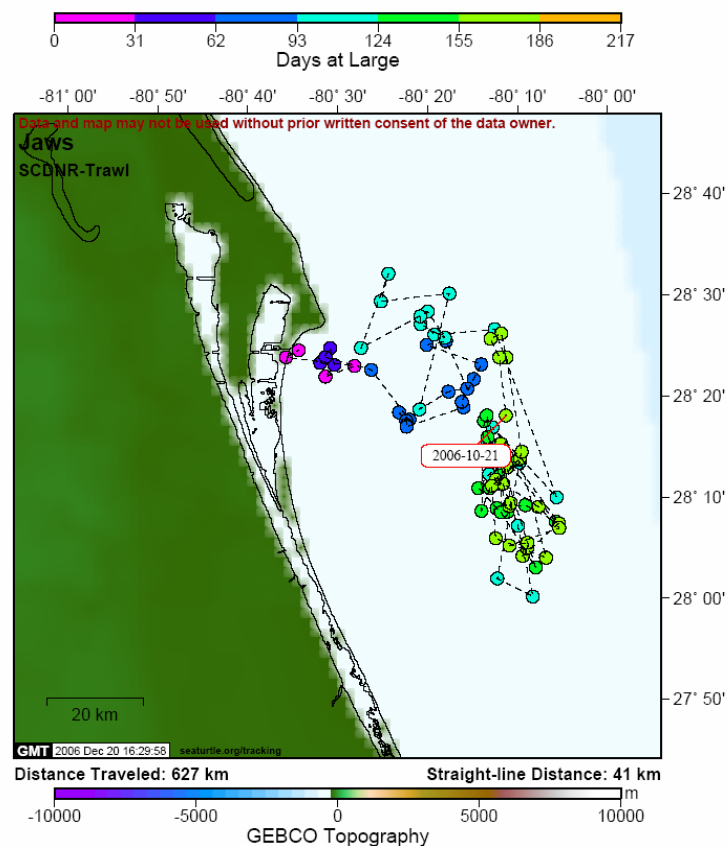 0 31 62 93 124 155 186 217
Days at Large
-81° 00' -80° 50' -80° 40' -80° 30' -80° 20' -80° 10' -80° 00'
Data and map may not be used without prior written consent of the data owner.
Jaws
SCDNR-Trawl
28° 40'
28° 30'
28° 20'
2006-10-21
28° 10'
28° 00'
27° 50'
20 km
GMT 2006 Dec 20 16:29:58 seaturtle.org/tracking
Distance Traveled: 627 km Straight-line Distance: 41 km
m
-10000 -5000 0 5000 10000
GEBCO Topography